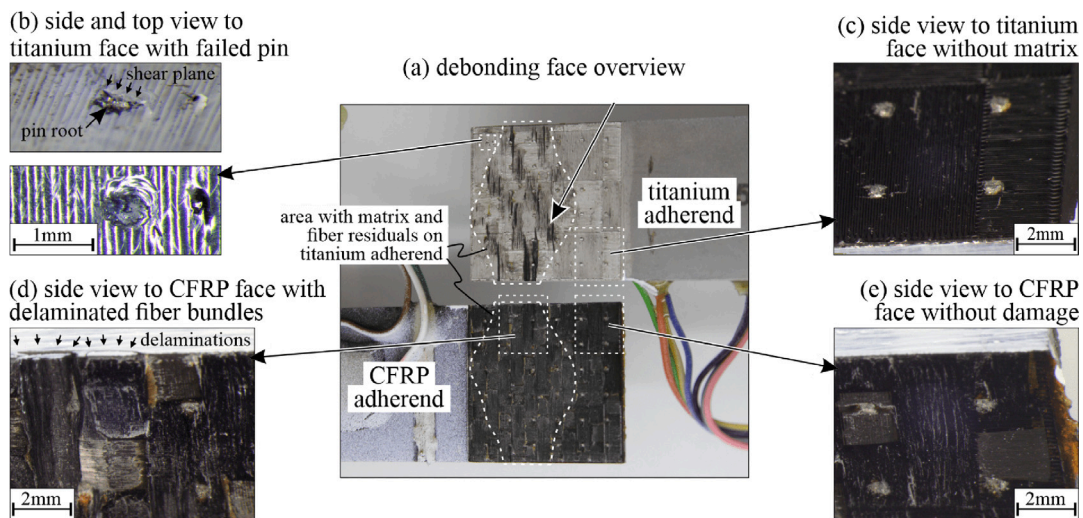 (b) side and top view to
titanium face with failed pin
shear plane
pin root
1mm
(a) debonding face overview
titanium
adherend
area with matrix and
fiber residuals on
titanium adherend
CFRP
adherend
(c) side view to titanium
face without matrix
2mm
(d) side view to CFRP face with
delaminated fiber bundles
delaminations
2mm
(e) side view to CFRP
face without damage
2mm